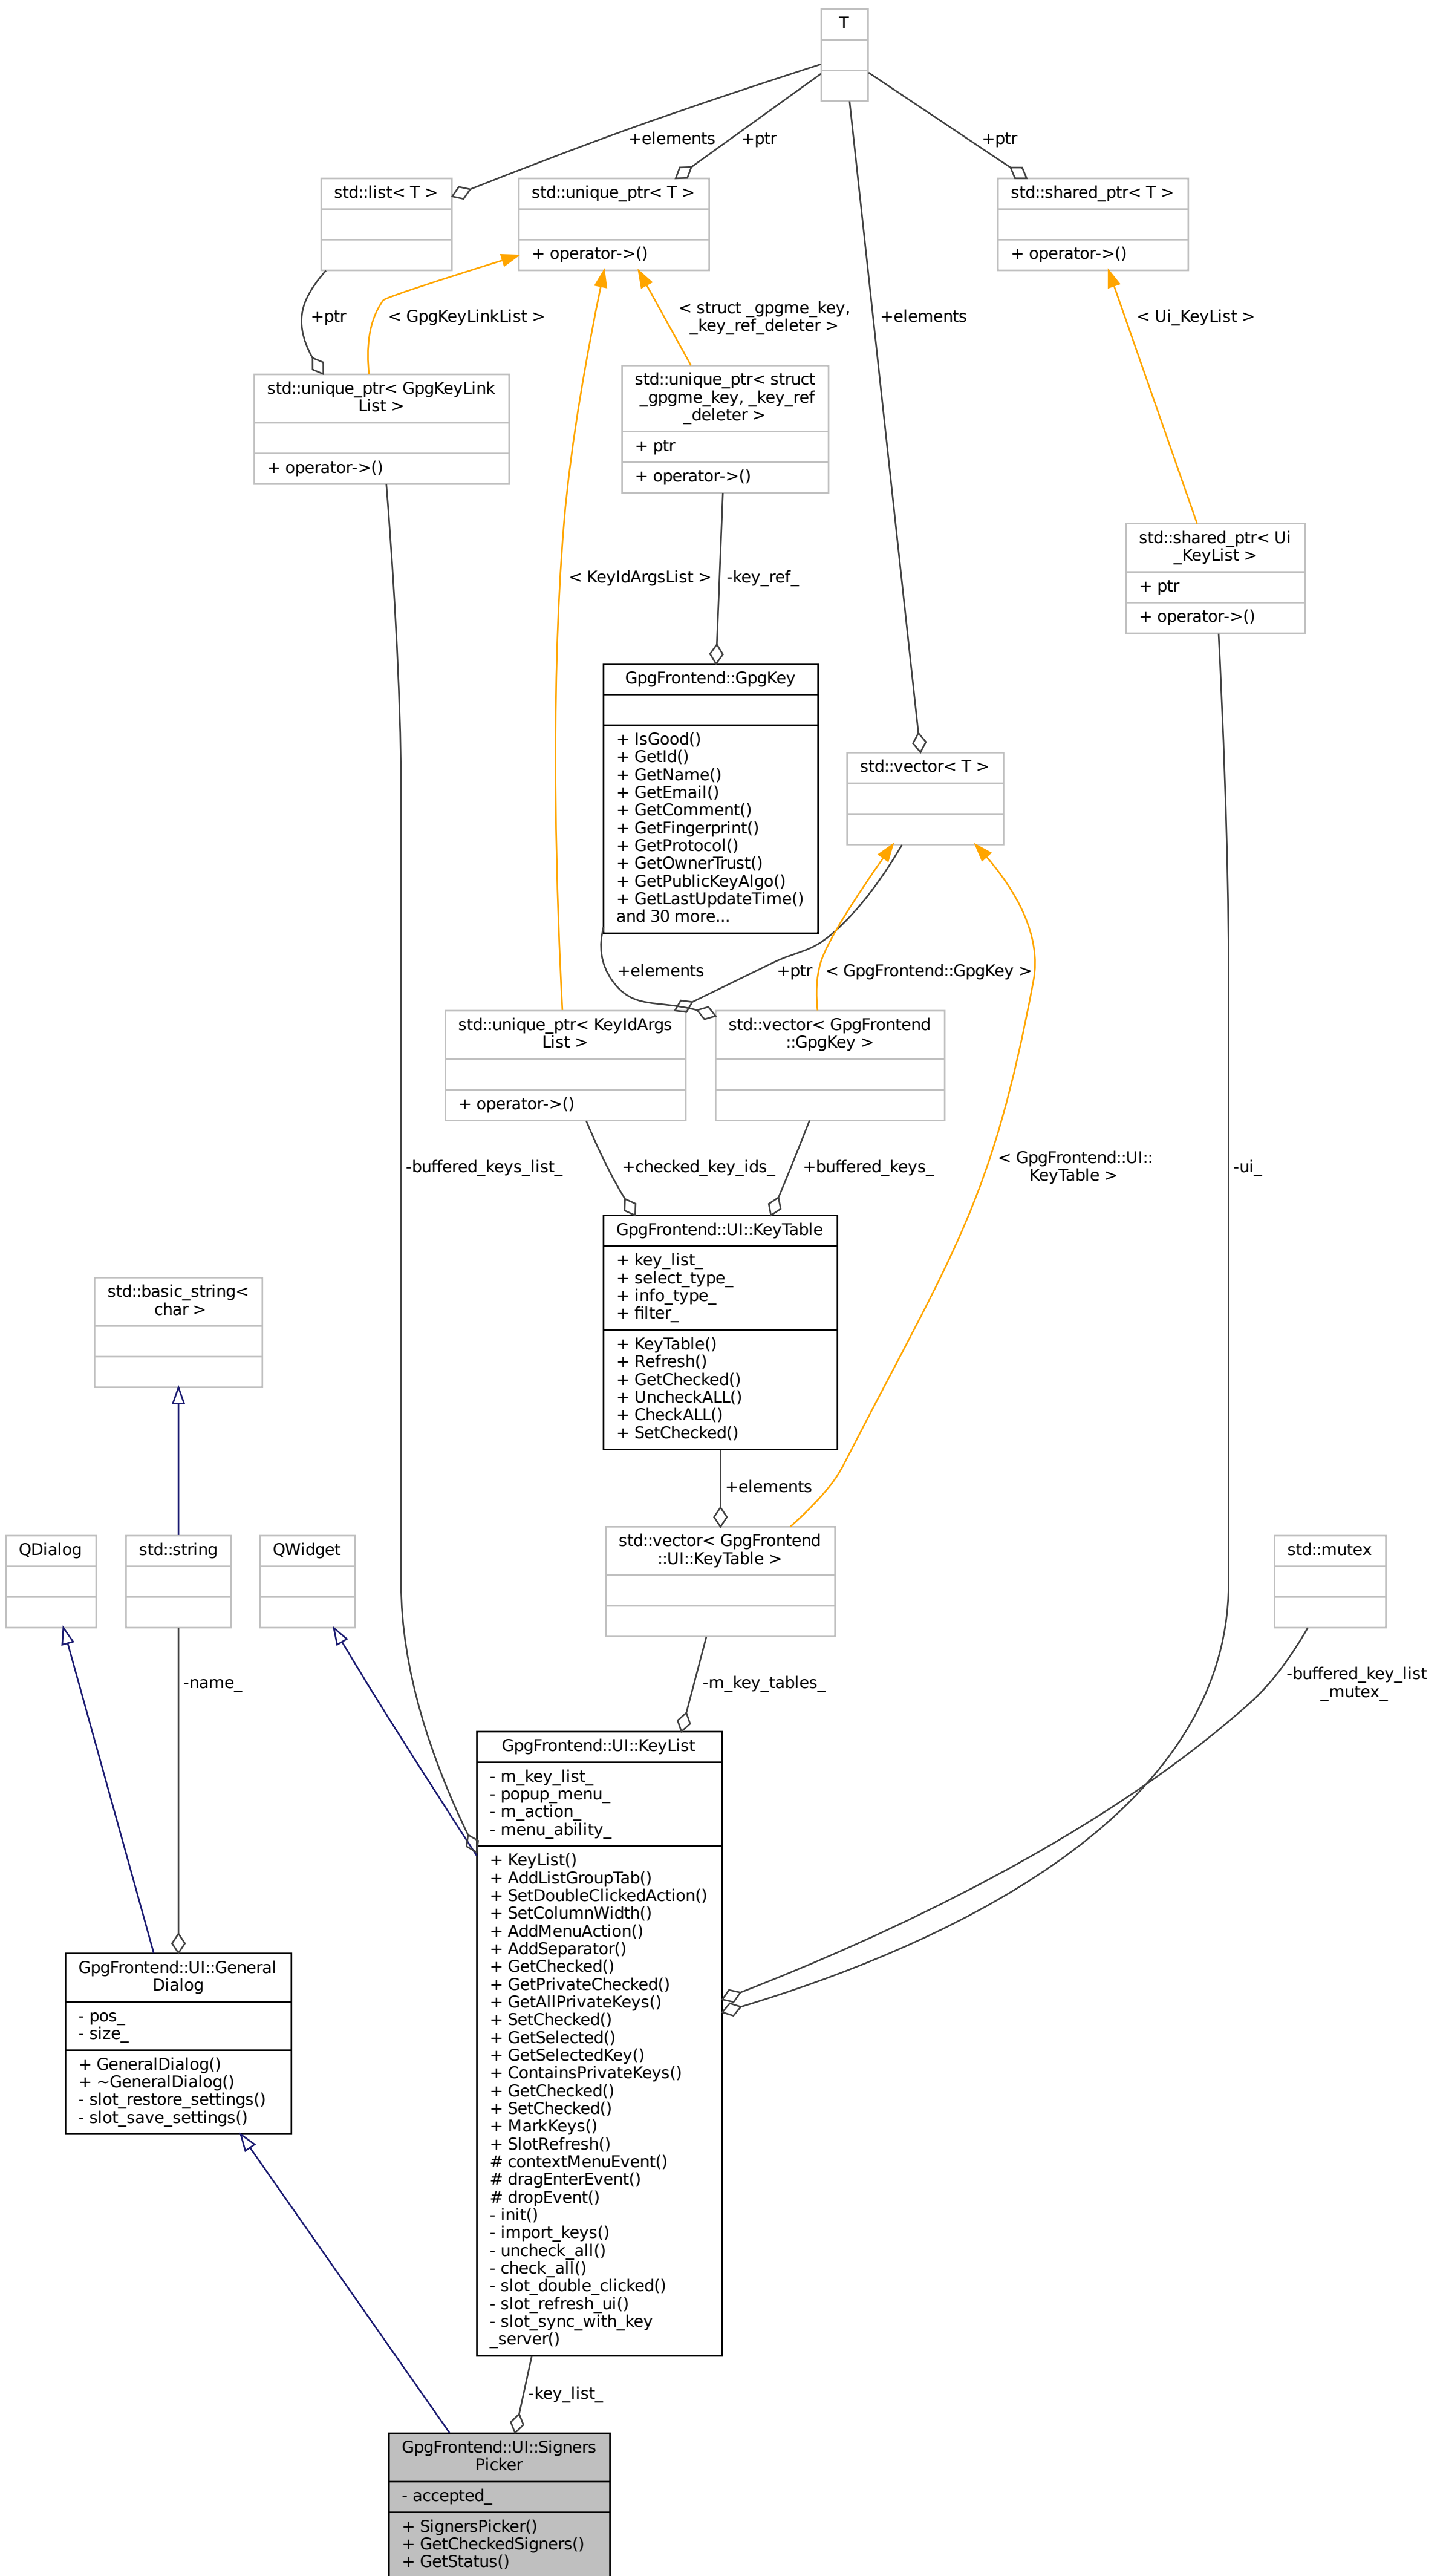 T
+elements
+ptr
+ptr
std::list< T >
std::unique_ptr< T >
+ operator->()
std::shared_ptr< T >
+ operator->()
+ptr
< GpgKeyLinkList >
< struct _gpgme_key,
_key_ref_deleter >
+elements
< Ui_KeyList >
std::unique_ptr< GpgKeyLink
List >
+ operator->()
std::unique_ptr< struct
_gpgme_key, _key_ref
_deleter >
+ ptr
+ operator->()
std::shared_ptr< Ui
_KeyList >
+ ptr
+ operator->()
< KeyIdArgsList >
-key_ref_
GpgFrontend::GpgKey
+ IsGood()
+ GetId()
+ GetName()
+ GetEmail()
+ GetComment()
+ GetFingerprint()
+ GetProtocol()
+ GetOwnerTrust()
+ GetPublicKeyAlgo()
+ GetLastUpdateTime()
and 30 more...
std::vector< T >
+elements
+ptr
< GpgFrontend::GpgKey >
std::unique_ptr< KeyIdArgs
List >
+ operator->()
std::vector< GpgFrontend
::GpgKey >
-buffered_keys_list_
+checked_key_ids_
+buffered_keys_
< GpgFrontend::UI::
KeyTable >
-ui_
GpgFrontend::UI::KeyTable
+ key_list_
+ select_type_
+ info_type_
+ filter_
+ KeyTable()
+ Refresh()
+ GetChecked()
+ UncheckALL()
+ CheckALL()
+ SetChecked()
std::basic_string<
char >
+elements
QDialog
std::string
QWidget
std::vector< GpgFrontend
::UI::KeyTable >
std::mutex
-name_
-m_key_tables_
-buffered_key_list
_mutex_
GpgFrontend::UI::KeyList
- m_key_list_
- popup_menu_
- m_action_
- menu_ability_
+ KeyList()
+ AddListGroupTab()
+ SetDoubleClickedAction()
+ SetColumnWidth()
+ AddMenuAction()
+ AddSeparator()
+ GetChecked()
+ GetPrivateChecked()
+ GetAllPrivateKeys()
+ SetChecked()
+ GetSelected()
+ GetSelectedKey()
+ ContainsPrivateKeys()
+ GetChecked()
+ SetChecked()
+ MarkKeys()
+ SlotRefresh()
# contextMenuEvent()
# dragEnterEvent()
# dropEvent()
- init()
- import_keys()
- uncheck_all()
- check_all()
- slot_double_clicked()
- slot_refresh_ui()
- slot_sync_with_key
_server()
GpgFrontend::UI::General
Dialog
- pos_
- size_
+ GeneralDialog()
+ ~GeneralDialog()
- slot_restore_settings()
- slot_save_settings()
-key_list_
GpgFrontend::UI::Signers
Picker
- accepted_
+ SignersPicker()
+ GetCheckedSigners()
+ GetStatus()